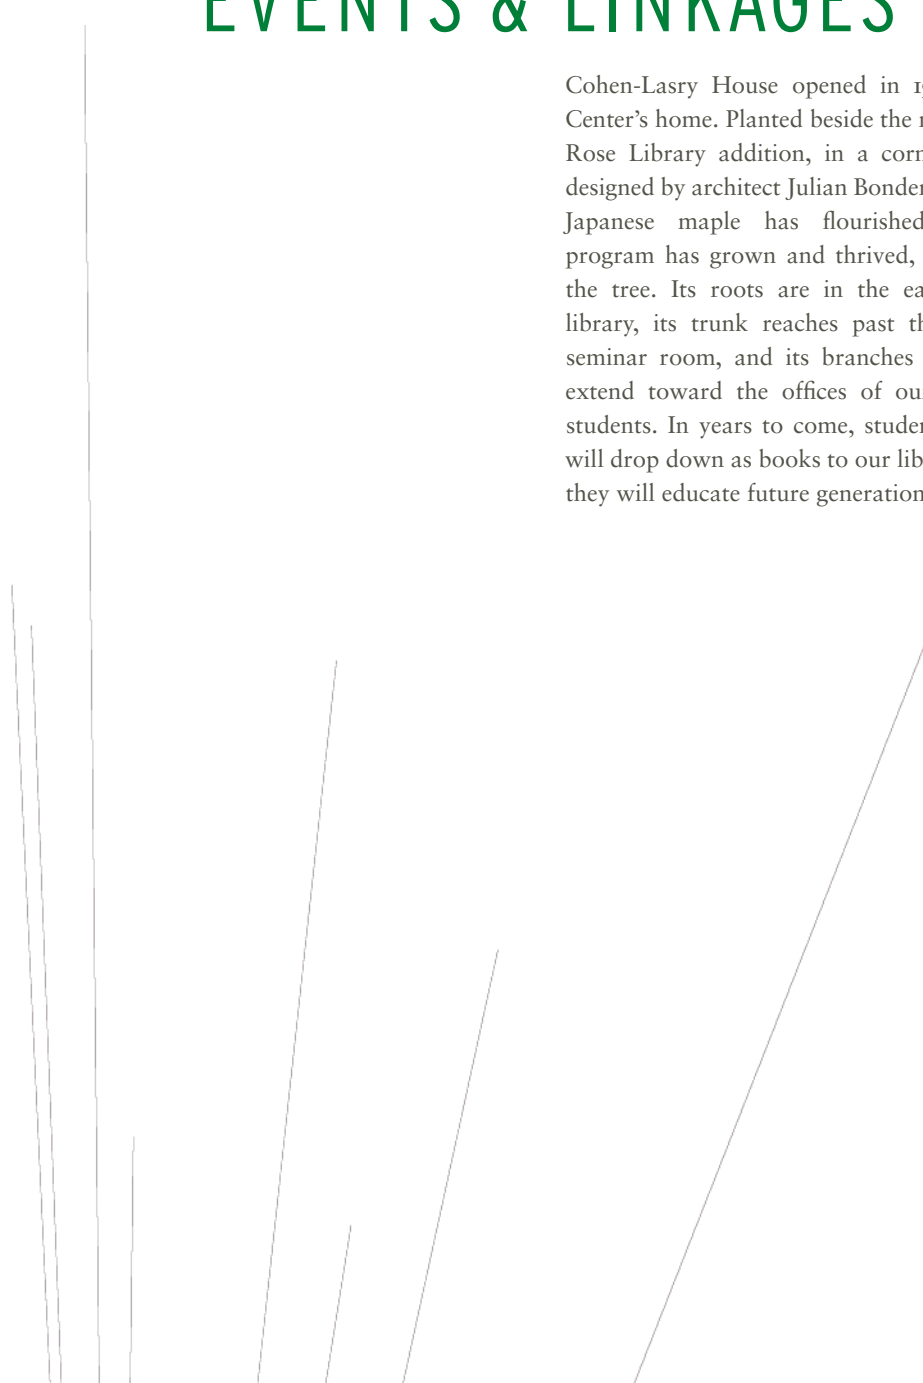 EVENTS & LINKAGES
Cohen-Lasry House opened in
Center’s home. Planted beside the
Rose Library addition, in a
designed by architect Julian
Japanese maple has flourished
program has grown and thrived,
the tree. Its roots are in the
library, its trunk reaches past
seminar room, and its branches
extend toward the offices of
students. In years to come,
will drop down as books to our
they will educate future